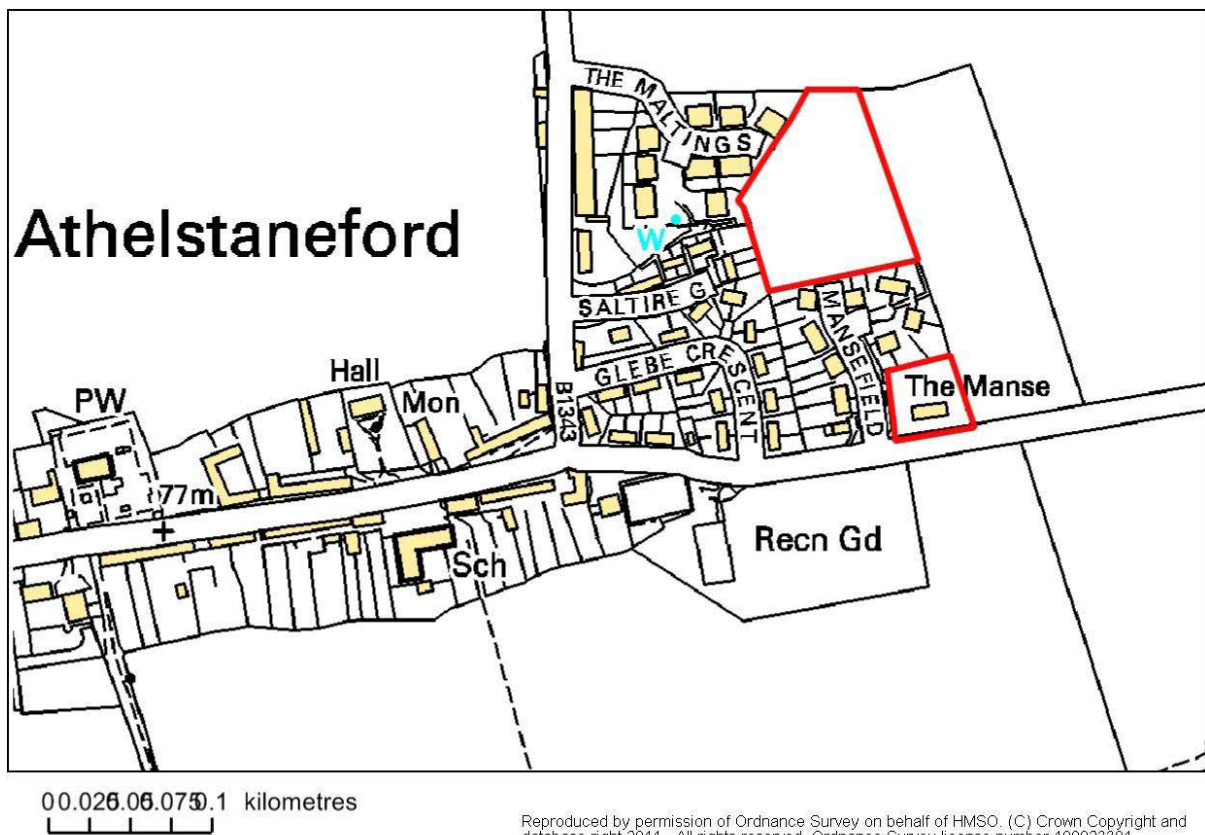 THE MALTINGS
Athelstaneford
W
SALTIRE G
MANSEFIELD
GLEBE CRESCENT
Hall
The Manse
PW
Mon
B1343
77m
Recn Gd
Sch
kilometres
Reproduced by permission of Ordnance Survey on behalf of HMSO. (C) Crown Copyright and